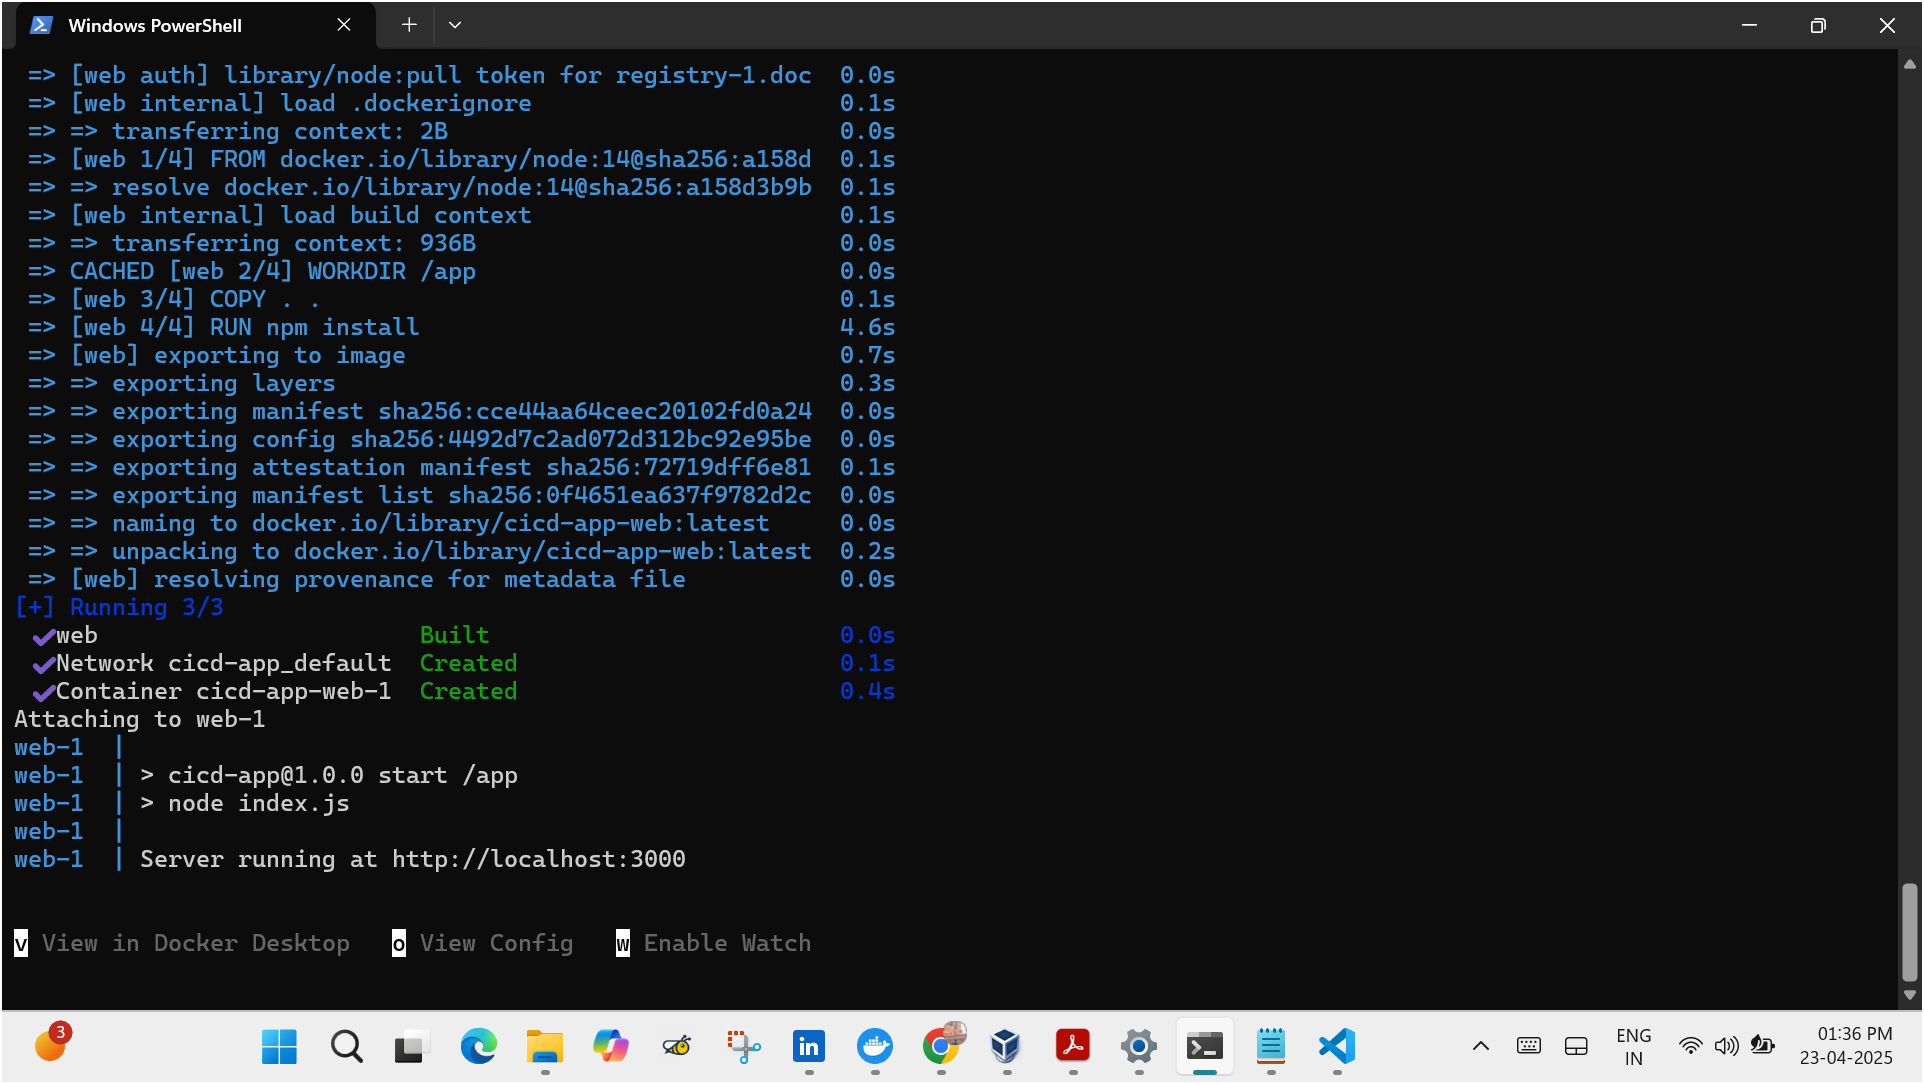 Windows PowerShell
=> [web auth] library/node:pull token for registry-1.doc 0.0s
=> [web internal] load .dockerignore 0.1s
=> => transferring context: 2B 0.0s
=> [web 1/4] FROM docker.io/library/node:14@sha256:a158d 0.1s
=> => resolve docker.io/library/node:14@sha256:a158d3b9b 0.1s
=> [web internal] load build context 0.1s
=> => transferring context: 936B 0.0s
=> CACHED [web 2/4] WORKDIR /app 0.0s
=> [web 3/4] COPY . . 0.1s
=> [web 4/4] RUN npm install 4.6s
=> [web] exporting to image 0.7s
=> => exporting layers 0.3s
=> => exporting manifest sha256:cce44aa64ceec20102fd0a24 0.0s
=> => exporting config sha256:4492d7c2ad072d312bc92e95be 0.0s
=> => exporting attestation manifest sha256:72719dff6e81 0.1s
=> => exporting manifest list sha256:0f4651ea637f9782d2c 0.0s
=> => naming to docker.io/library/cicd-app-web:latest 0.0s
=> => unpacking to docker.io/library/cicd-app-web:latest 0.2s
=> [web] resolving provenance for metadata file 0.0s
[+] Running 3/3
✔web Built 0.0s
✔Network cicd-app_default Created 0.1s
✔Container cicd-app-web-1 Created 0.4s
Attaching to web-1
web-1 |
web-1 | > cicd-app@1.0.0 start /app
web-1 | > node index.js
web-1 |
web-1 | Server running at http://localhost:3000
v View in Docker Desktop o View Config w Enable Watch
3
in
ENG
IN
01:36 PM
23-04-2025